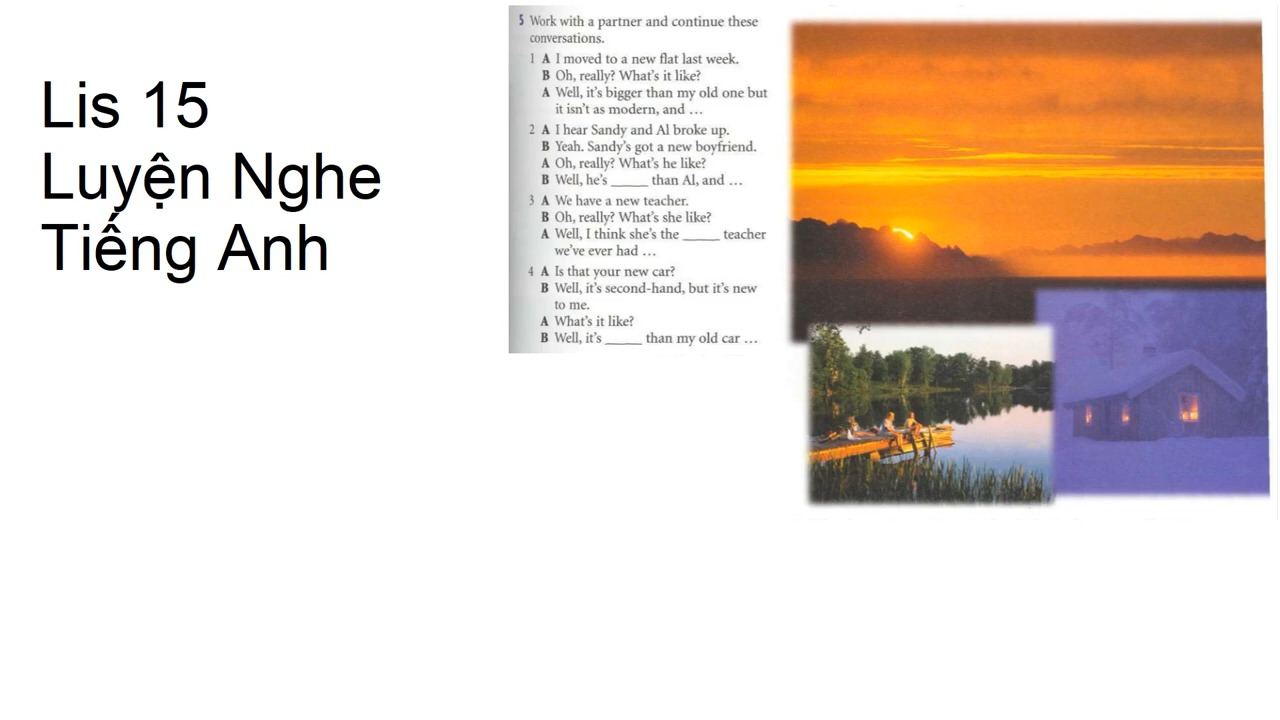 Lis 15
Luyện Nghe
Tiếng Anh
5 Work with a partner and continue these
conversations.
1 A I moved to a new flat last week.
B Oh, really? What's it like?
A Well, it's bigger than my old one but
it isn't as modern, and ...
2 A I hear Sandy and Al broke up.
B Yeah. Sandy's got a new boyfriend.
A Oh, really? What's he like?
B Well, he's _____ than Al, and ...
3 A We have a new teacher.
B Oh, really? What's she like?
A Well, I think she's the _____ teacher
we've ever had ...
4 A Is that your new car?
B Well, it's second-hand, but it's new
to me.
A What's it like?
B Well, it's _____ than my old car ...